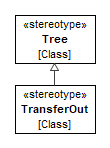 «stereotype»
Tree
[Class]
«stereotype»
TransferOut
[Class]